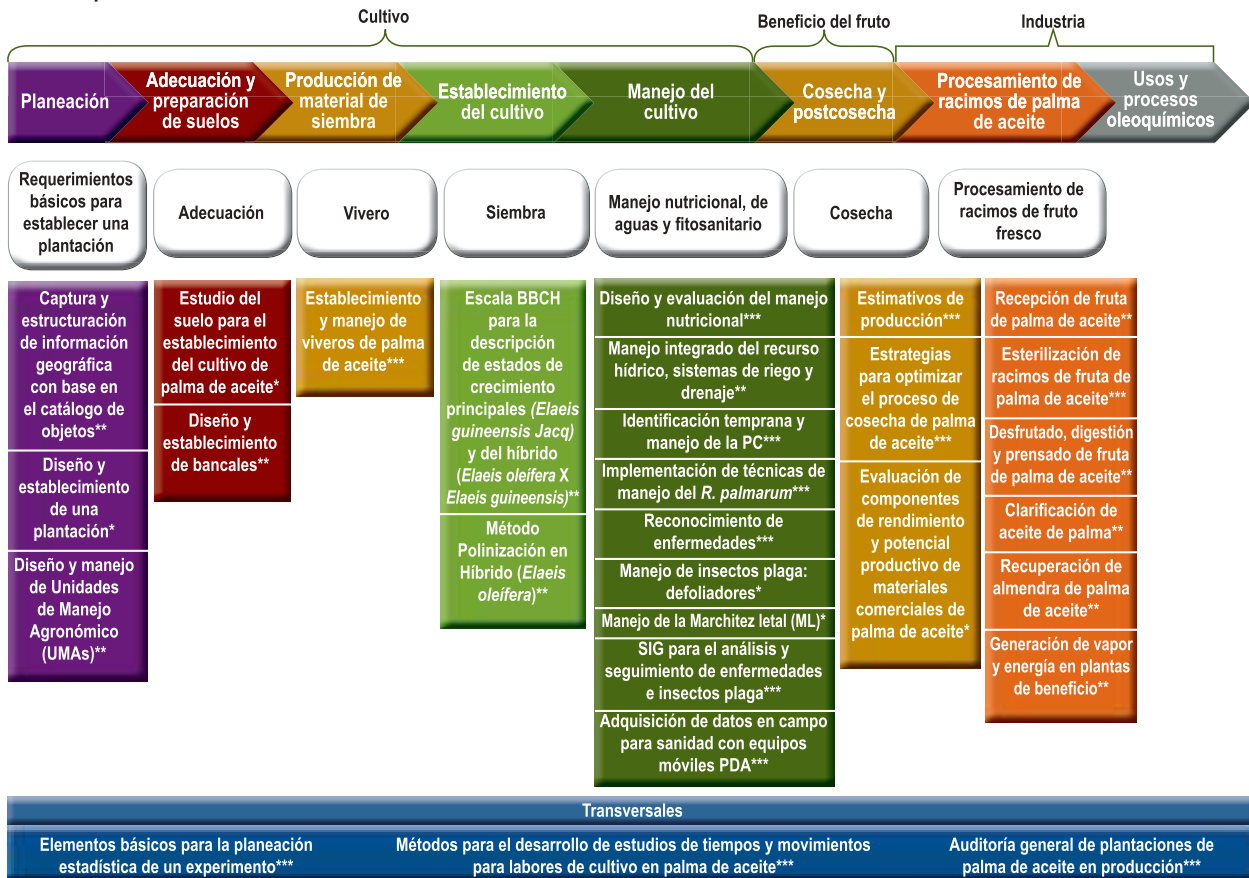 Cultivo
Beneficio del fruto
Industria
Planeación
Adecuación y
preparación
de suelos
Producción de
material de
siembra
Establecimiento
del cultivo
Manejo del
cultivo
Cosecha y
postcosecha
Procesamiento de
racimos de palma
de aceite
Usos y
procesos
oleoquímicos
Requerimientos
básicos para
establecer una
plantación
Adecuación
Vivero
Siembra
Manejo nutricional, de
aguas y fitosanitario
Cosecha
Procesamiento de
racimos de fruto
fresco
Captura y
estructuración
de información
geográfica
con base en
el catálogo de
objetos**
Diseño y
establecimiento
de una
plantación*
Diseño y manejo
de Unidades
de Manejo
Agronómico
(UMAs)**
Estudio del
suelo para el
establecimiento
del cultivo de
palma de aceite*
Diseño y
establecimiento
de bancales**
Establecimiento
y manejo de
viveros de palma
de aceite***
Escala BBCH
para la
descripción
de estados de
crecimiento
principales (Elaeis
guineensis Jacq)
y del híbrido
(Elaeis oleífera X
Elaeis guineensis)**
Método
Polinización en
Híbrido (Elaeis
oleífera)**
Diseño y evaluación del manejo
nutricional***
Manejo integrado del recurso
hídrico, sistemas de riego y
drenaje**
Identificación temprana y
manejo de la PC***
Implementación de técnicas de
manejo del R. palmarum***
Reconocimiento de
enfermedades***
Manejo de insectos plaga:
defoliadores*
Manejo de la Marchitez letal (ML)*
SIG para el análisis y
seguimiento de enfermedades
e insectos plaga***
Adquisición de datos en campo
para sanidad con equipos
móviles PDA***
Estimativos de
producción***
Estrategias
para optimizar
el proceso de
cosecha de palma
de aceite***
Evaluación de
componentes
de rendimiento
y potencial
productivo de
materiales
comerciales de
palma de aceite*
Recepción de fruta
de palma de aceite**
Esterilización de
racimos de fruta de
palma de aceite***
Desfrutado, digestión
y prensado de fruta
de palma de aceite**
Clarificación de
aceite de palma**
Recuperación de
almendra de palma
de aceite**
Generación de vapor
y energía en plantas
de beneficio**
Transversales
Elementos básicos para la planeación
estadística de un experimento***
Métodos para el desarrollo de estudios de tiempos y movimientos
para labores de cultivo en palma de aceite***
Auditoría general de plantaciones de
palma de aceite en producción***